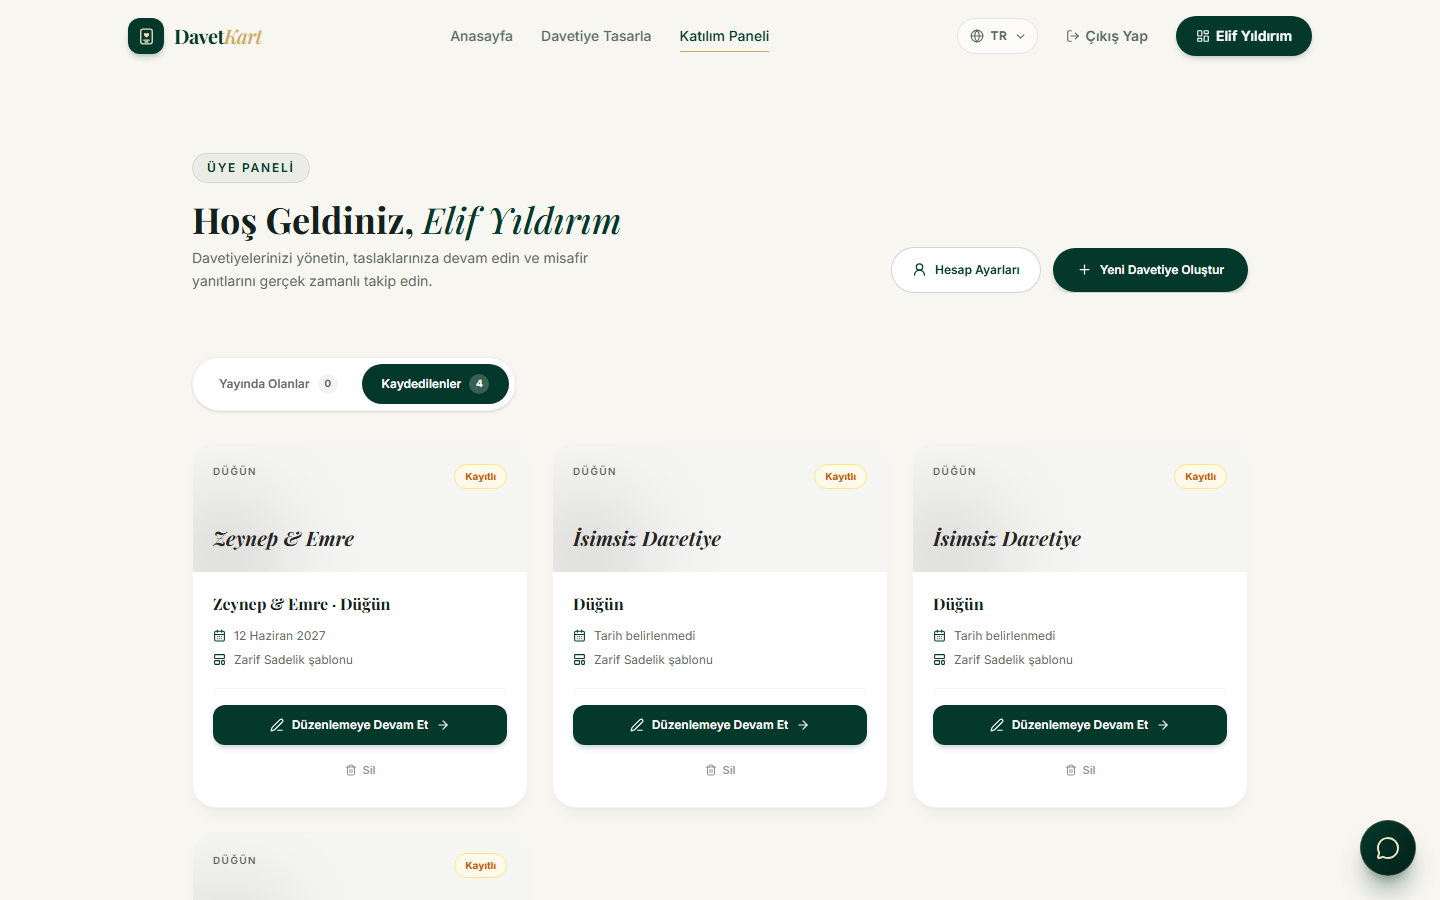 DavetKart
Anasayfa
Davetiye Tasarla
Katılım Paneli
TR
Çıkış Yap
Elif Yıldırım
ÜYE PANELİ
Hoş Geldiniz, Elif Yıldırım
Davetiyelerinizi yönetin, taslaklarınıza devam edin ve misafir
yanıtlarını gerçek zamanlı takip edin.
Hesap Ayarları
Yeni Davetiye Oluştur
Yayında Olanlar 0
Kaydedilenler 4
DÜĞÜN
Kayıtlı
Zeynep & Emre
Zeynep & Emre · Düğün
12 Haziran 2027
Zarif Sadelik şablonu
Düzenlemeye Devam Et
Sil
DÜĞÜN
Kayıtlı
İsimsiz Davetiye
Düğün
Tarih belirlenmedi
Zarif Sadelik şablonu
Düzenlemeye Devam Et
Sil
DÜĞÜN
Kayıtlı
İsimsiz Davetiye
Düğün
Tarih belirlenmedi
Zarif Sadelik şablonu
Düzenlemeye Devam Et
Sil
DÜĞÜN
Kayıtlı